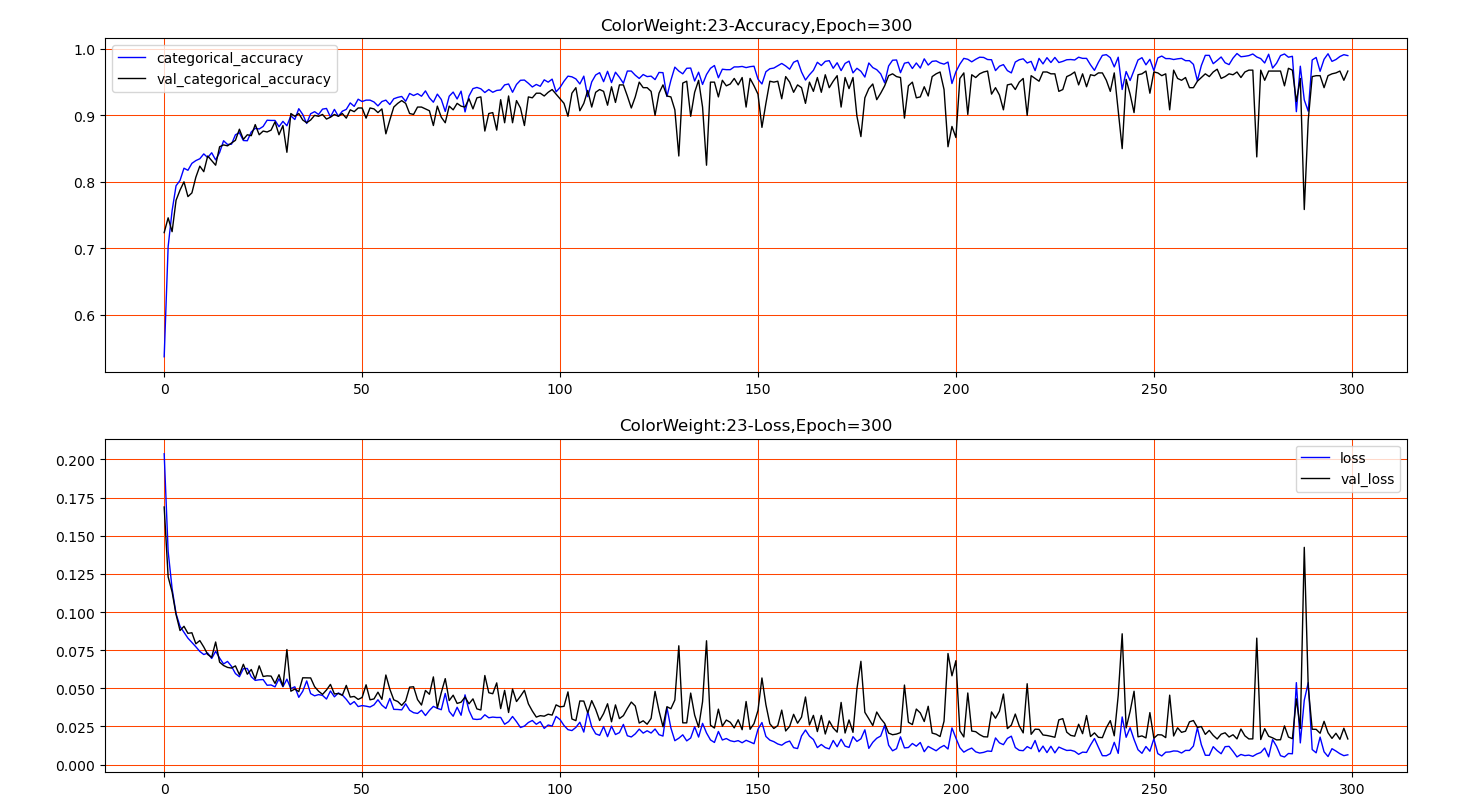 ColorWeight:23-Accuracy,Epoch=300
categorical_accuracy
val_categorical_accuracy
1.0
0.9
0.8
0.7
0.6
0 50 100 150 200 250 300
ColorWeight:23-Loss,Epoch=300
loss
val_loss
0.200
0.175
0.150
0.125
0.100
0.075
0.050
0.025
0.000
0 50 100 150 200 250 300